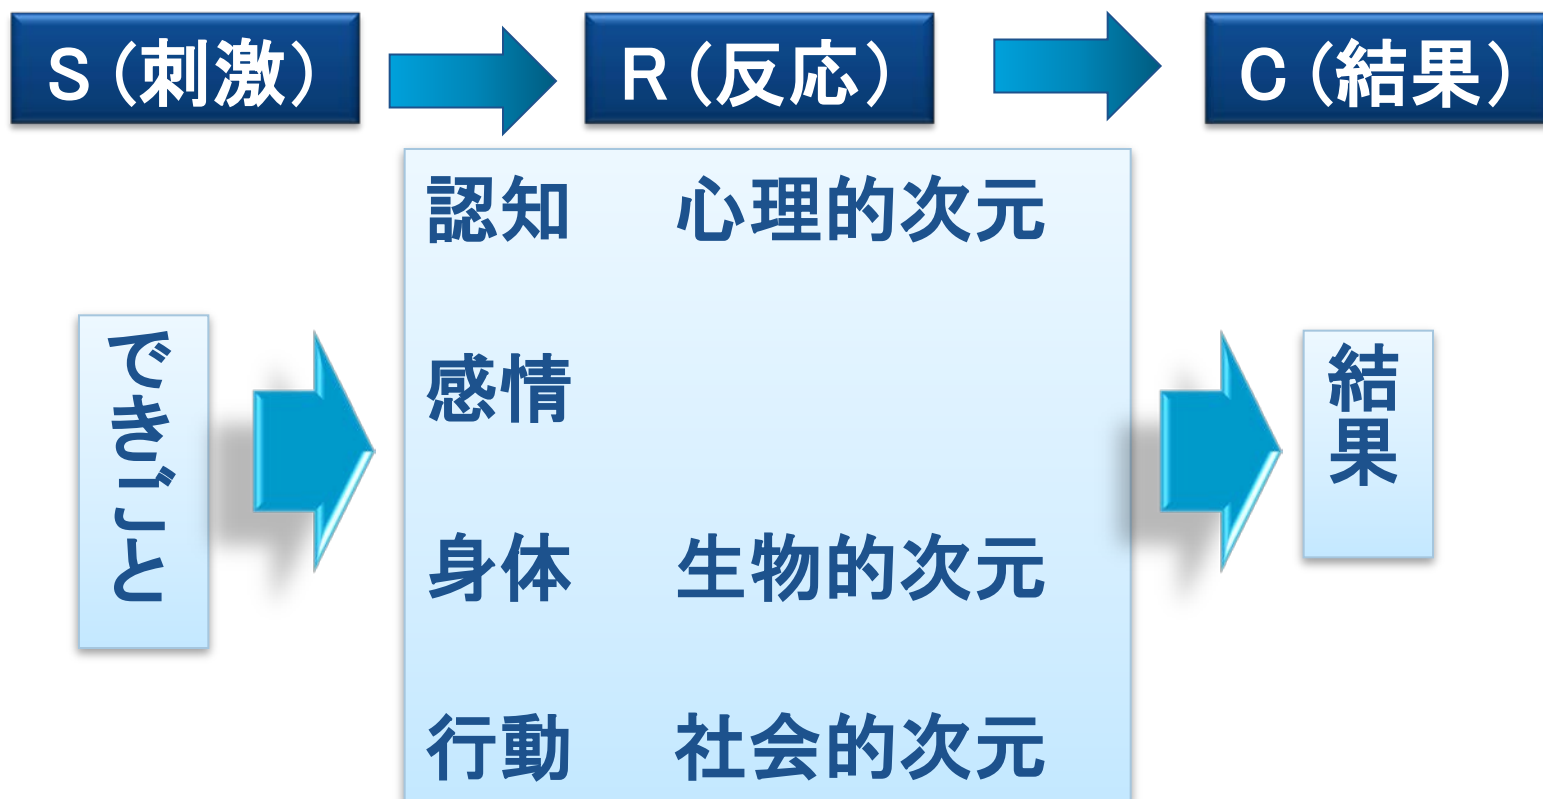 S(刺激)
R(反応)
C(結果)
認知 心理的次元
感情
身体 生物的次元
行動 社会的次元
できごと
結果